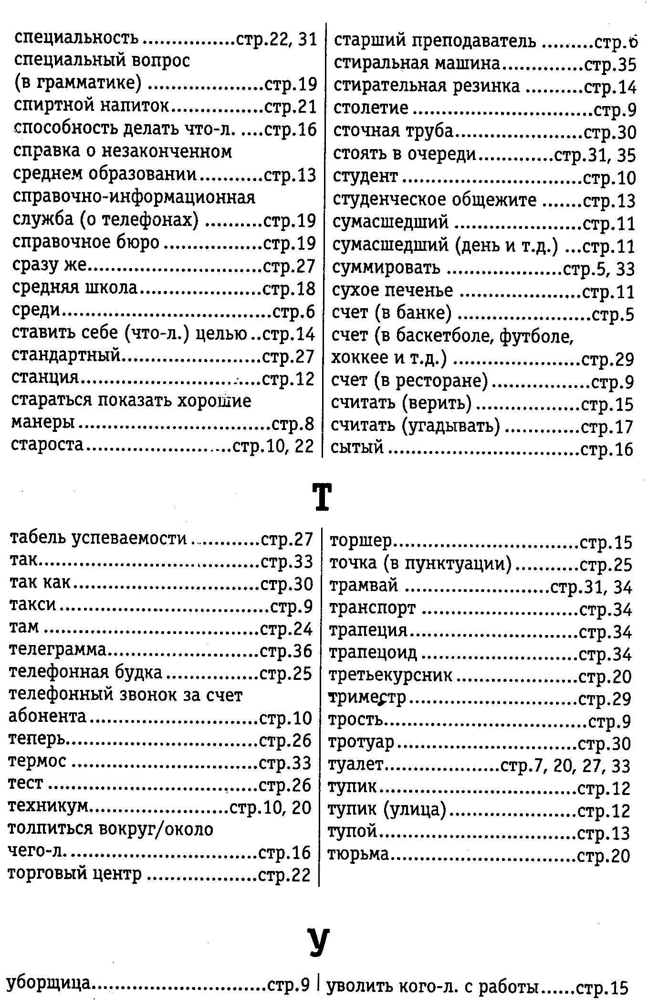 специальность...............стр.22, 31
специальный вопрос
(в грамматике) ....................стр.19
спиртной напиток................стр.21
способность делать что-л. ....стр.16
справка о незаконченном
среднем образовании...........стр.13
справочно-информационная
служба (о телефонах) ..........стр.19
справочное бюро.................стр.19
сразу же..............................стр.27
средняя школа.....................стр.18
среди....................................стр.6
ставить себе (что-л.) целью..стр.14
стандартный........................стр.27
станция...............................стр.12
стараться показать хорошие
манеры.................................стр.8
староста.........................стр.10, 22
старший преподаватель .........стр.6
стиральная машина..............стр.35
стирательная резинка ..........стр.14
столетие...............................стр.9
сточная труба......................стр.30
стоять в очереди.............стр.31, 35
студент...............................стр.10
студенческое общежите .......стр.13
сумасшедший ......................стр.11
сумасшедший (день и т.д.) ...стр.11
суммировать ....................стр.5, 33
сухое печенье .....................стр.11
счет (в банке) .......................стр.5
счет (в баскетболе, футболе,
хоккее и т.д.) ......................стр.29
счет (в ресторане).................стр.9
считать (верить)..................стр.15
считать (угадывать).............стр.17
сытый.................................стр.16
Т
табель успеваемости............стр.27
так......................................стр.33
так как................................стр.30
такси....................................стр.9
там.....................................стр.24
телеграмма..........................стр.36
телефонная будка................стр.25
телефонный звонок за счет
абонента.............................стр.10
теперь.................................стр.26
термос................................стр.33
тест....................................стр.26
техникум........................стр.10, 20
толпиться вокруг/около
чего-л.................................стр.16
торговый центр...................стр.22
торшер................................стр.15
точка (в пунктуации)...........стр.25
трамвай .........................стр.31, 34
транспорт ...........................стр.34
трапеция.............................стр.34
трапецоид...........................стр.34
третьекурсник.....................стр.20
триместр.............................стр.29
трость...................................стр.9
тротуар...............................стр.30
туалет....................стр.7, 20, 27, 33
тупик..................................стр.12
тупик (улица)......................стр.12
тупой..................................стр.13
тюрьма................................стр.20
У
уборщица..............................стр.9
уволить кого-л. с работы......стр.15